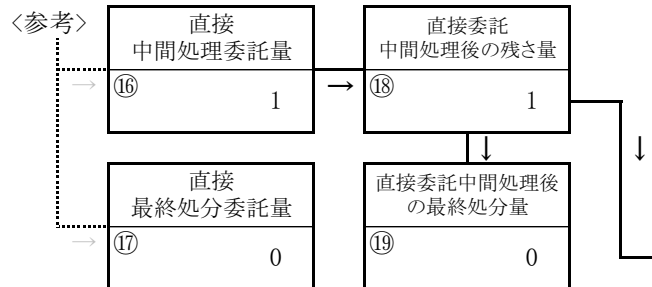 〈参考〉
直接
中間処理委託量
⑯
1
→
→
直接委託
中間処理後の残さ量
⑱
1
↓
↓
直接
最終処分委託量
⑰
0
→
直接委託中間処理後
の最終処分量
⑲
0